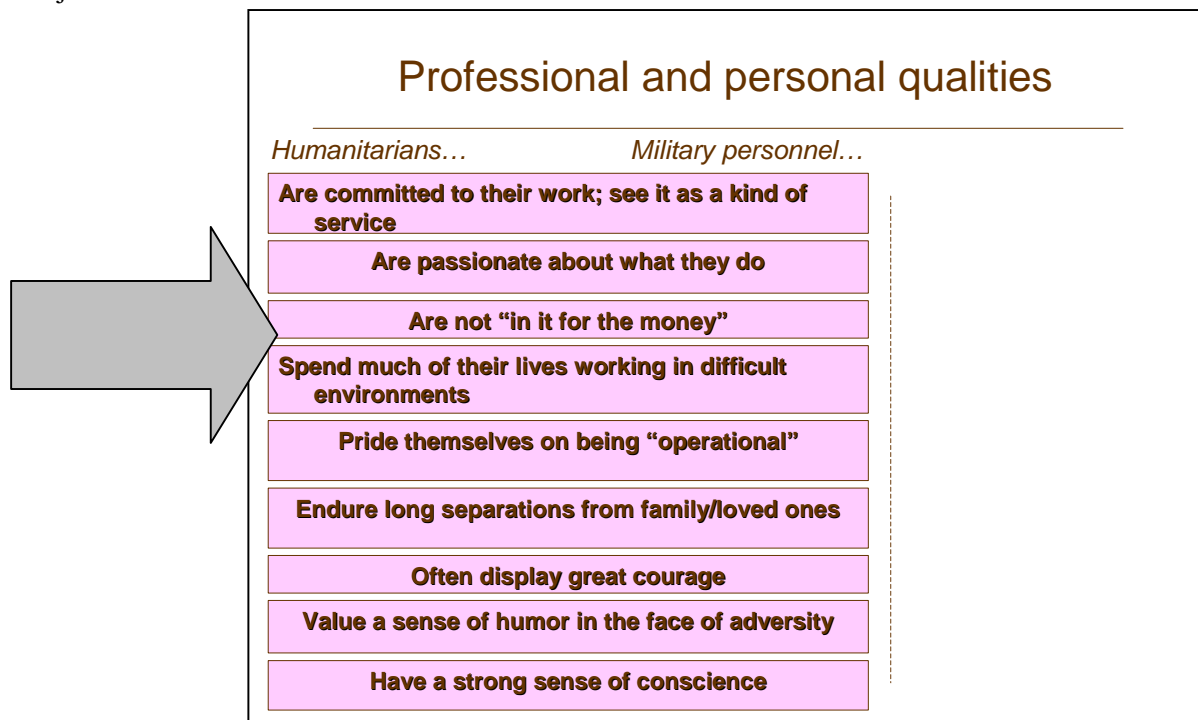 Professional and personal qualities
Humanitarians… Military personnel…
Are committed to their work; see it as a kind of
service
Are passionate about what they do
Are not “in it for the money”
Spend much of their lives working in difficult
environments
Pride themselves on being “operational”
Endure long separations from family/loved ones
Often display great courage
Value a sense of humor in the face of adversity
Have a strong sense of conscience